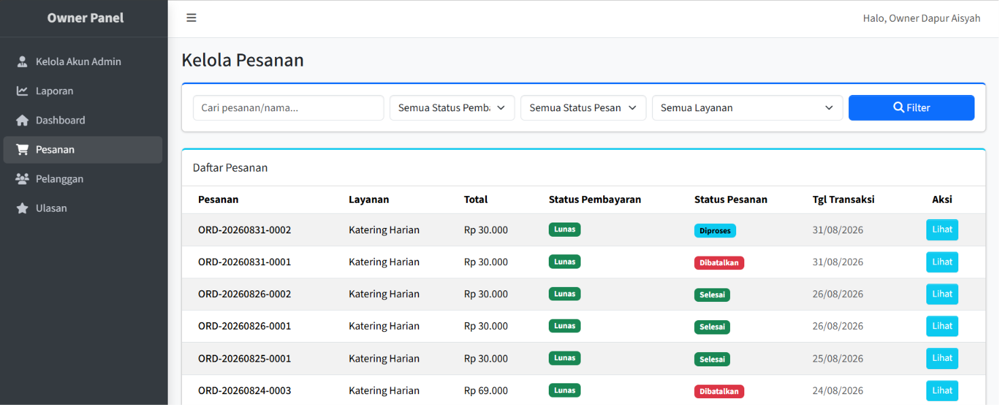 Owner Panel
Halo, Owner Dapur Aisyah
Kelola Akun Admin
Laporan
Dashboard
Pesanan
Pelanggan
Ulasan
Kelola Pesanan
Cari pesanan/nama... Semua Status Pemba Semua Status Pesan Semua Layanan Filter
Daftar Pesanan
Pesanan Layanan Total Status Pembayaran Status Pesanan Tgl Transaksi Aksi
ORD-20260831-0002 Katering Harian Rp 30.000 Lunas Diproses 31/08/2026 Lihat
ORD-20260831-0001 Katering Harian Rp 30.000 Lunas Dibatalkan 31/08/2026 Lihat
ORD-20260826-0002 Katering Harian Rp 30.000 Lunas Selesai 26/08/2026 Lihat
ORD-20260826-0001 Katering Harian Rp 30.000 Lunas Selesai 26/08/2026 Lihat
ORD-20260825-0001 Katering Harian Rp 30.000 Lunas Selesai 25/08/2026 Lihat
ORD-20260824-0003 Katering Harian Rp 69.000 Lunas Dibatalkan 24/08/2026 Lihat